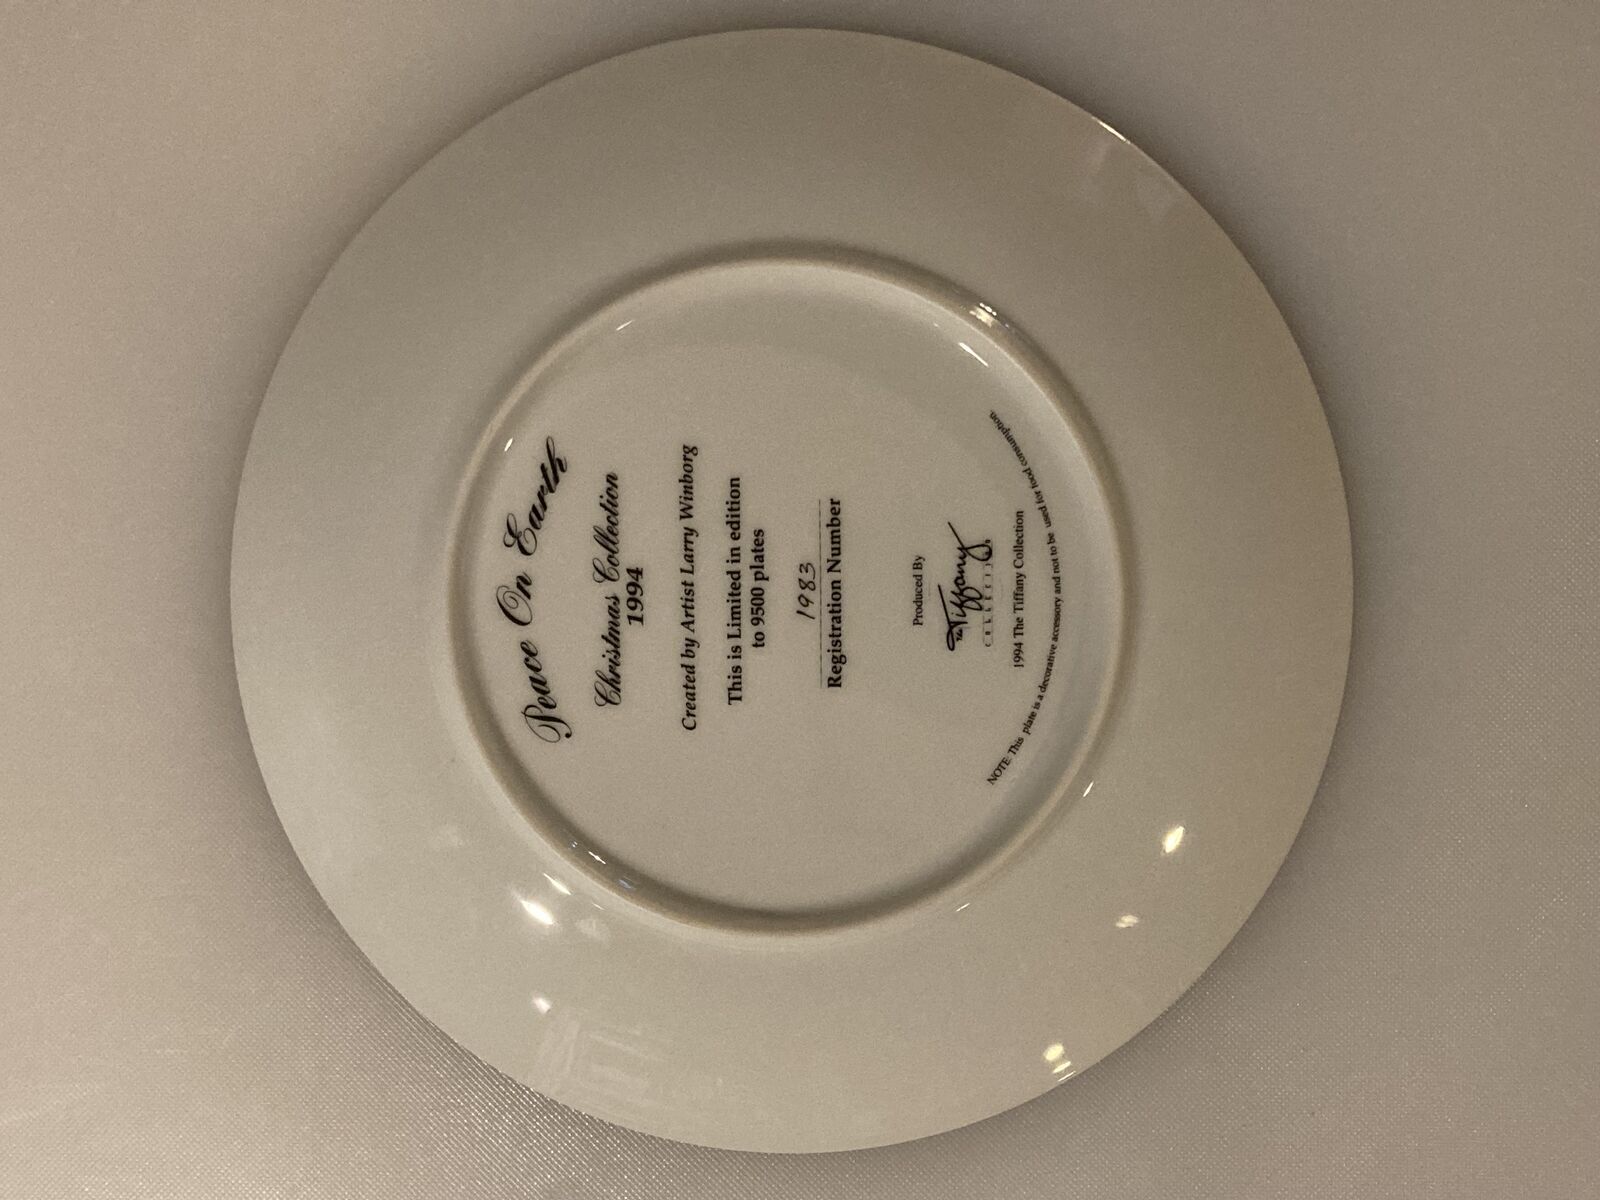 Peace On Earth
Christmas Collection
1994
Created by Artist Larry Winborg
This is Limited in edition
to 9500 plates
1983
Registration Number
Produced By
The Tiffany
COLLECTION
1994 The Tiffany Collection
NOTE This plate is a decorative accessory and not to be used for food consumption.